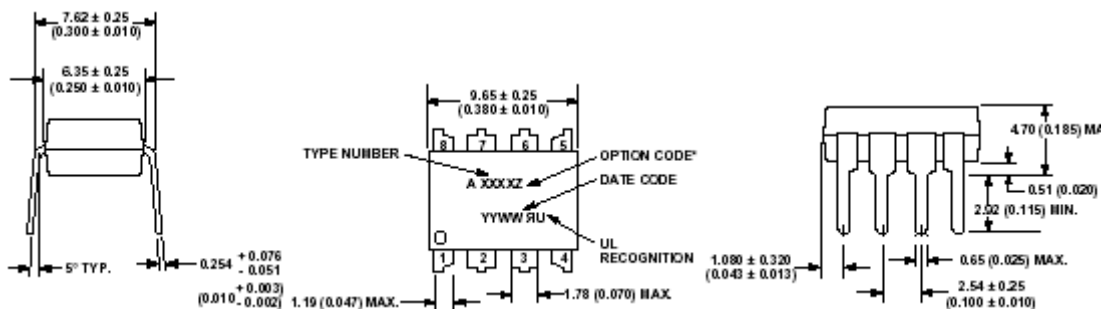 7.62 ± 0.25
(0.300 ± 0.010)
6.35 ± 0.25
(0.250 ± 0.010)
5° TYP.
0.254 + 0.076
- 0.051
(0.010 + 0.003)
- 0.002)
9.65 ± 0.25
(0.380 ± 0.010)
8 7 6 5
TYPE NUMBER
OPTION CODE*
A XXXXZ
DATE CODE
YYWW RU
UL
RECOGNITION
1 2 3 4
1.19 (0.047) MAX.
1.78 (0.070) MAX.
4.70 (0.185) MA
0.51 (0.020)
2.92 (0.115) MIN.
1.080 ± 0.320
(0.043 ± 0.013)
0.65 (0.025) MAX.
2.54 ± 0.25
(0.100 ± 0.010)